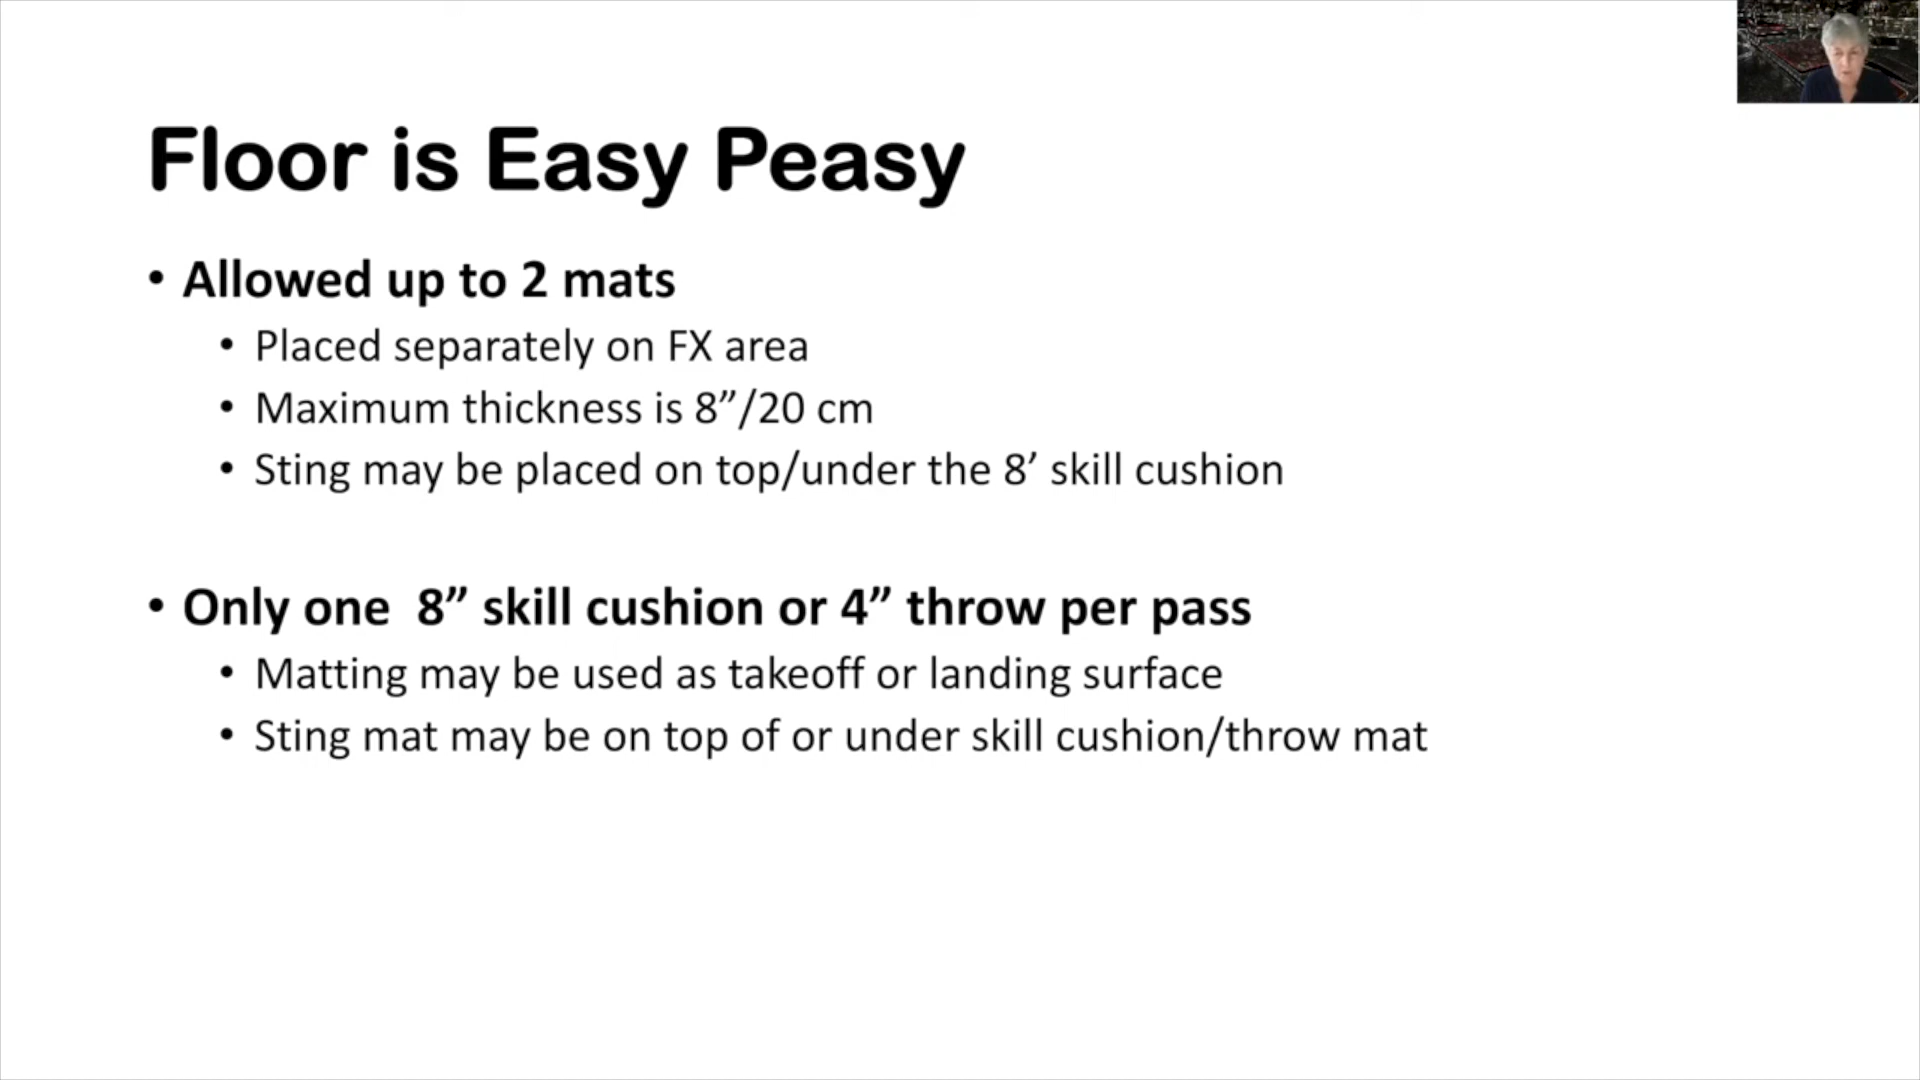 Floor is Easy Peasy
• Allowed up to 2 mats
• Placed separately on FX area
• Maximum thickness is 8”/20 cm
• Sting may be placed on top/under the 8’ skill cushion
• Only one  8” skill cushion or 4” throw per pass
• Matting may be used as takeoff or landing surface
• Sting mat may be on top of or under skill cushion/throw mat